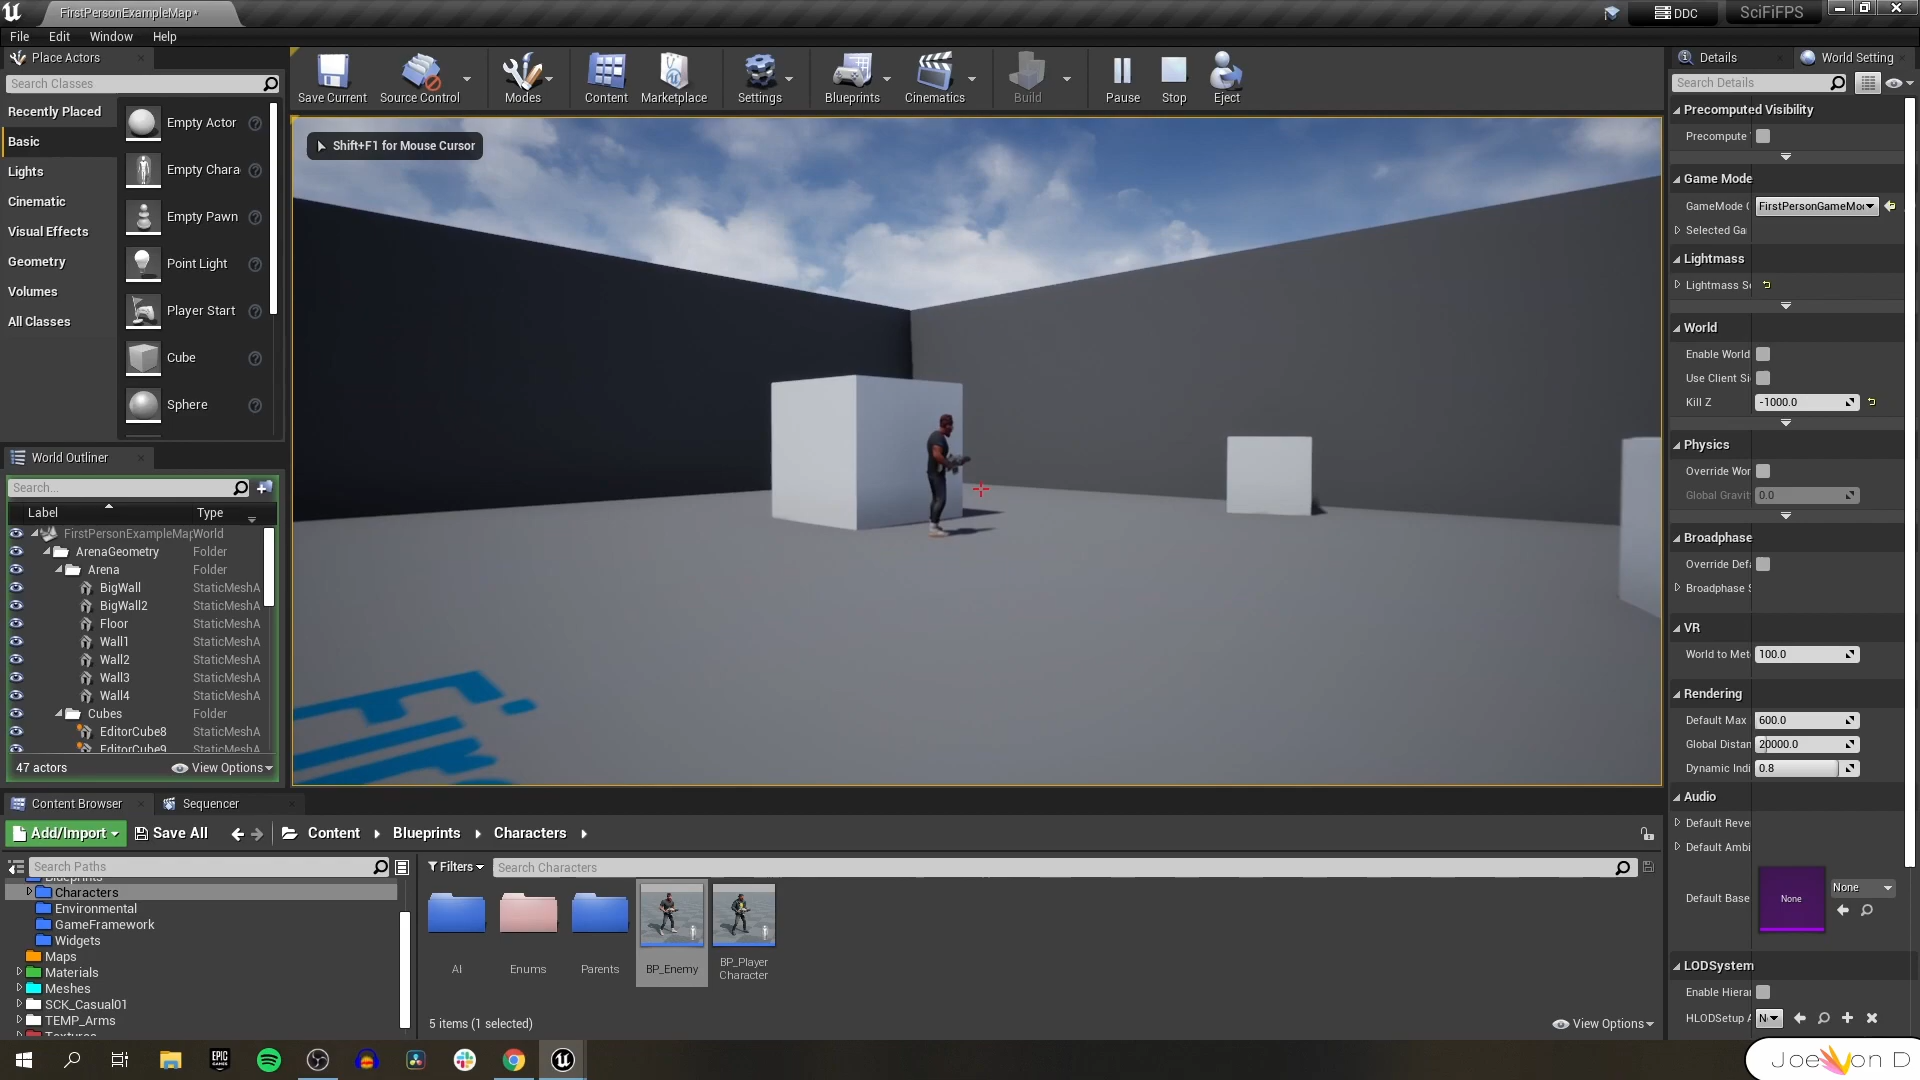 FirstPersonExampleMap*
DDC
SciFiFPS
File
Edit
Window
Help
Place Actors
Search Classes
Recently Placed
Basic
Lights
Cinematic
Visual Effects
Geometry
Volumes
All Classes
Empty Actor
Empty Chara
Empty Pawn
Point Light
Player Start
Cube
Sphere
Save Current
Source Control
Modes
Content
Marketplace
Settings
Blueprints
Cinematics
Build
Pause
Stop
Eject
Shift+F1 for Mouse Cursor
World Outliner
Search...
Label
Type
FirstPersonExampleMap World
ArenaGeometry Folder
Arena Folder
BigWall StaticMeshA
BigWall2 StaticMeshA
Floor StaticMeshA
Wall1 StaticMeshA
Wall2 StaticMeshA
Wall3 StaticMeshA
Wall4 StaticMeshA
Cubes Folder
EditorCube8 StaticMeshA
EditorCube9 StaticMeshA
47 actors
View Options
Content Browser
Sequencer
Add/Import
Save All
Content
Blueprints
Characters
Search Paths
Blueprints
Characters
Environmental
GameFramework
Widgets
Maps
Materials
Meshes
SCK_Casual01
TEMP_Arms
Textures
Filters
Search Characters
AI
Enums
Parents
BP_Enemy
BP_Player
Character
5 items (1 selected)
View Options
Details
World Setting
Search Details
Precomputed Visibility
Precompute
Game Mode
GameMode
FirstPersonGameMo
Selected Ga
Lightmass
Lightmass Se
World
Enable World
Use Client Si
Kill Z -1000.0
Physics
Override Wor
Global Gravit 0.0
Broadphase
Override Defa
Broadphase S
VR
World to Met 100.0
Rendering
Default Max 600.0
Global Distan 20000.0
Dynamic Indi 0.8
Audio
Default Reve
Default Ambi
Default Base
None
None
LODSystem
Enable Hierar
HLODSetup A
N
EPIC
GAMES